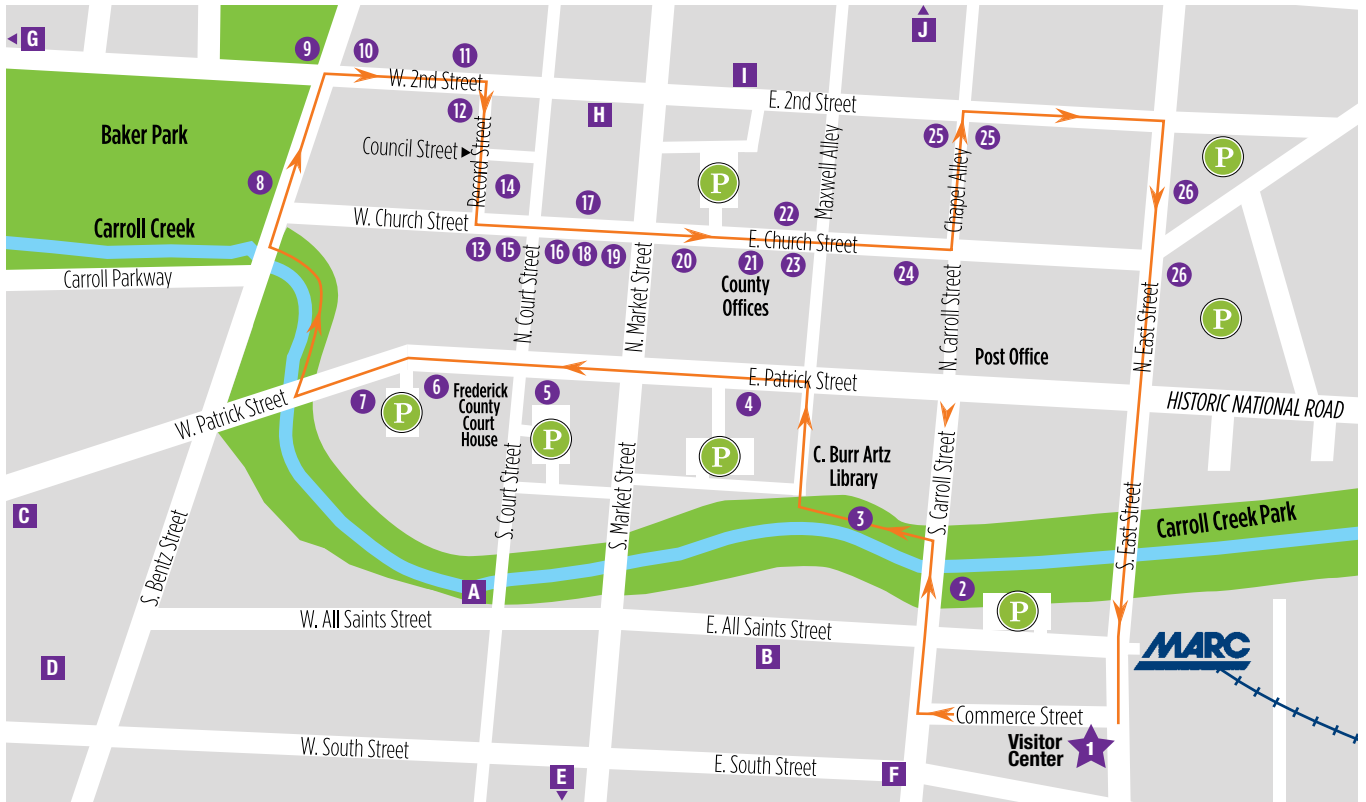 J
G
9
10
11
W. 2nd Street
I
E. 2nd Street
12
H
Baker Park
Council Street
Record Street
Maxwell Alley
25
25
Chapel Alley
P
P
8
14
17
22
26
Carroll Creek
W. Church Street
E. Church Street
13
15
16
18
19
20
21
23
24
26
Carroll Parkway
County
Offices
N. Court Street
N. Market Street
N. Carroll Street
N. East Street
P
Post Office
E. Patrick Street
HISTORIC NATIONAL ROAD
W. Patrick Street
7
6
5
4
Frederick
County
Court
House
P
P
P
C. Burr Artz
Library
S. Court Street
S. Market Street
S. Carroll Street
S. East Street
C
3
Carroll Creek Park
S. Bentz Street
A
2
P
W. All Saints Street
E. All Saints Street
B
MARC
D
Commerce Street
Visitor
Center
1
W. South Street
E. South Street
E
F